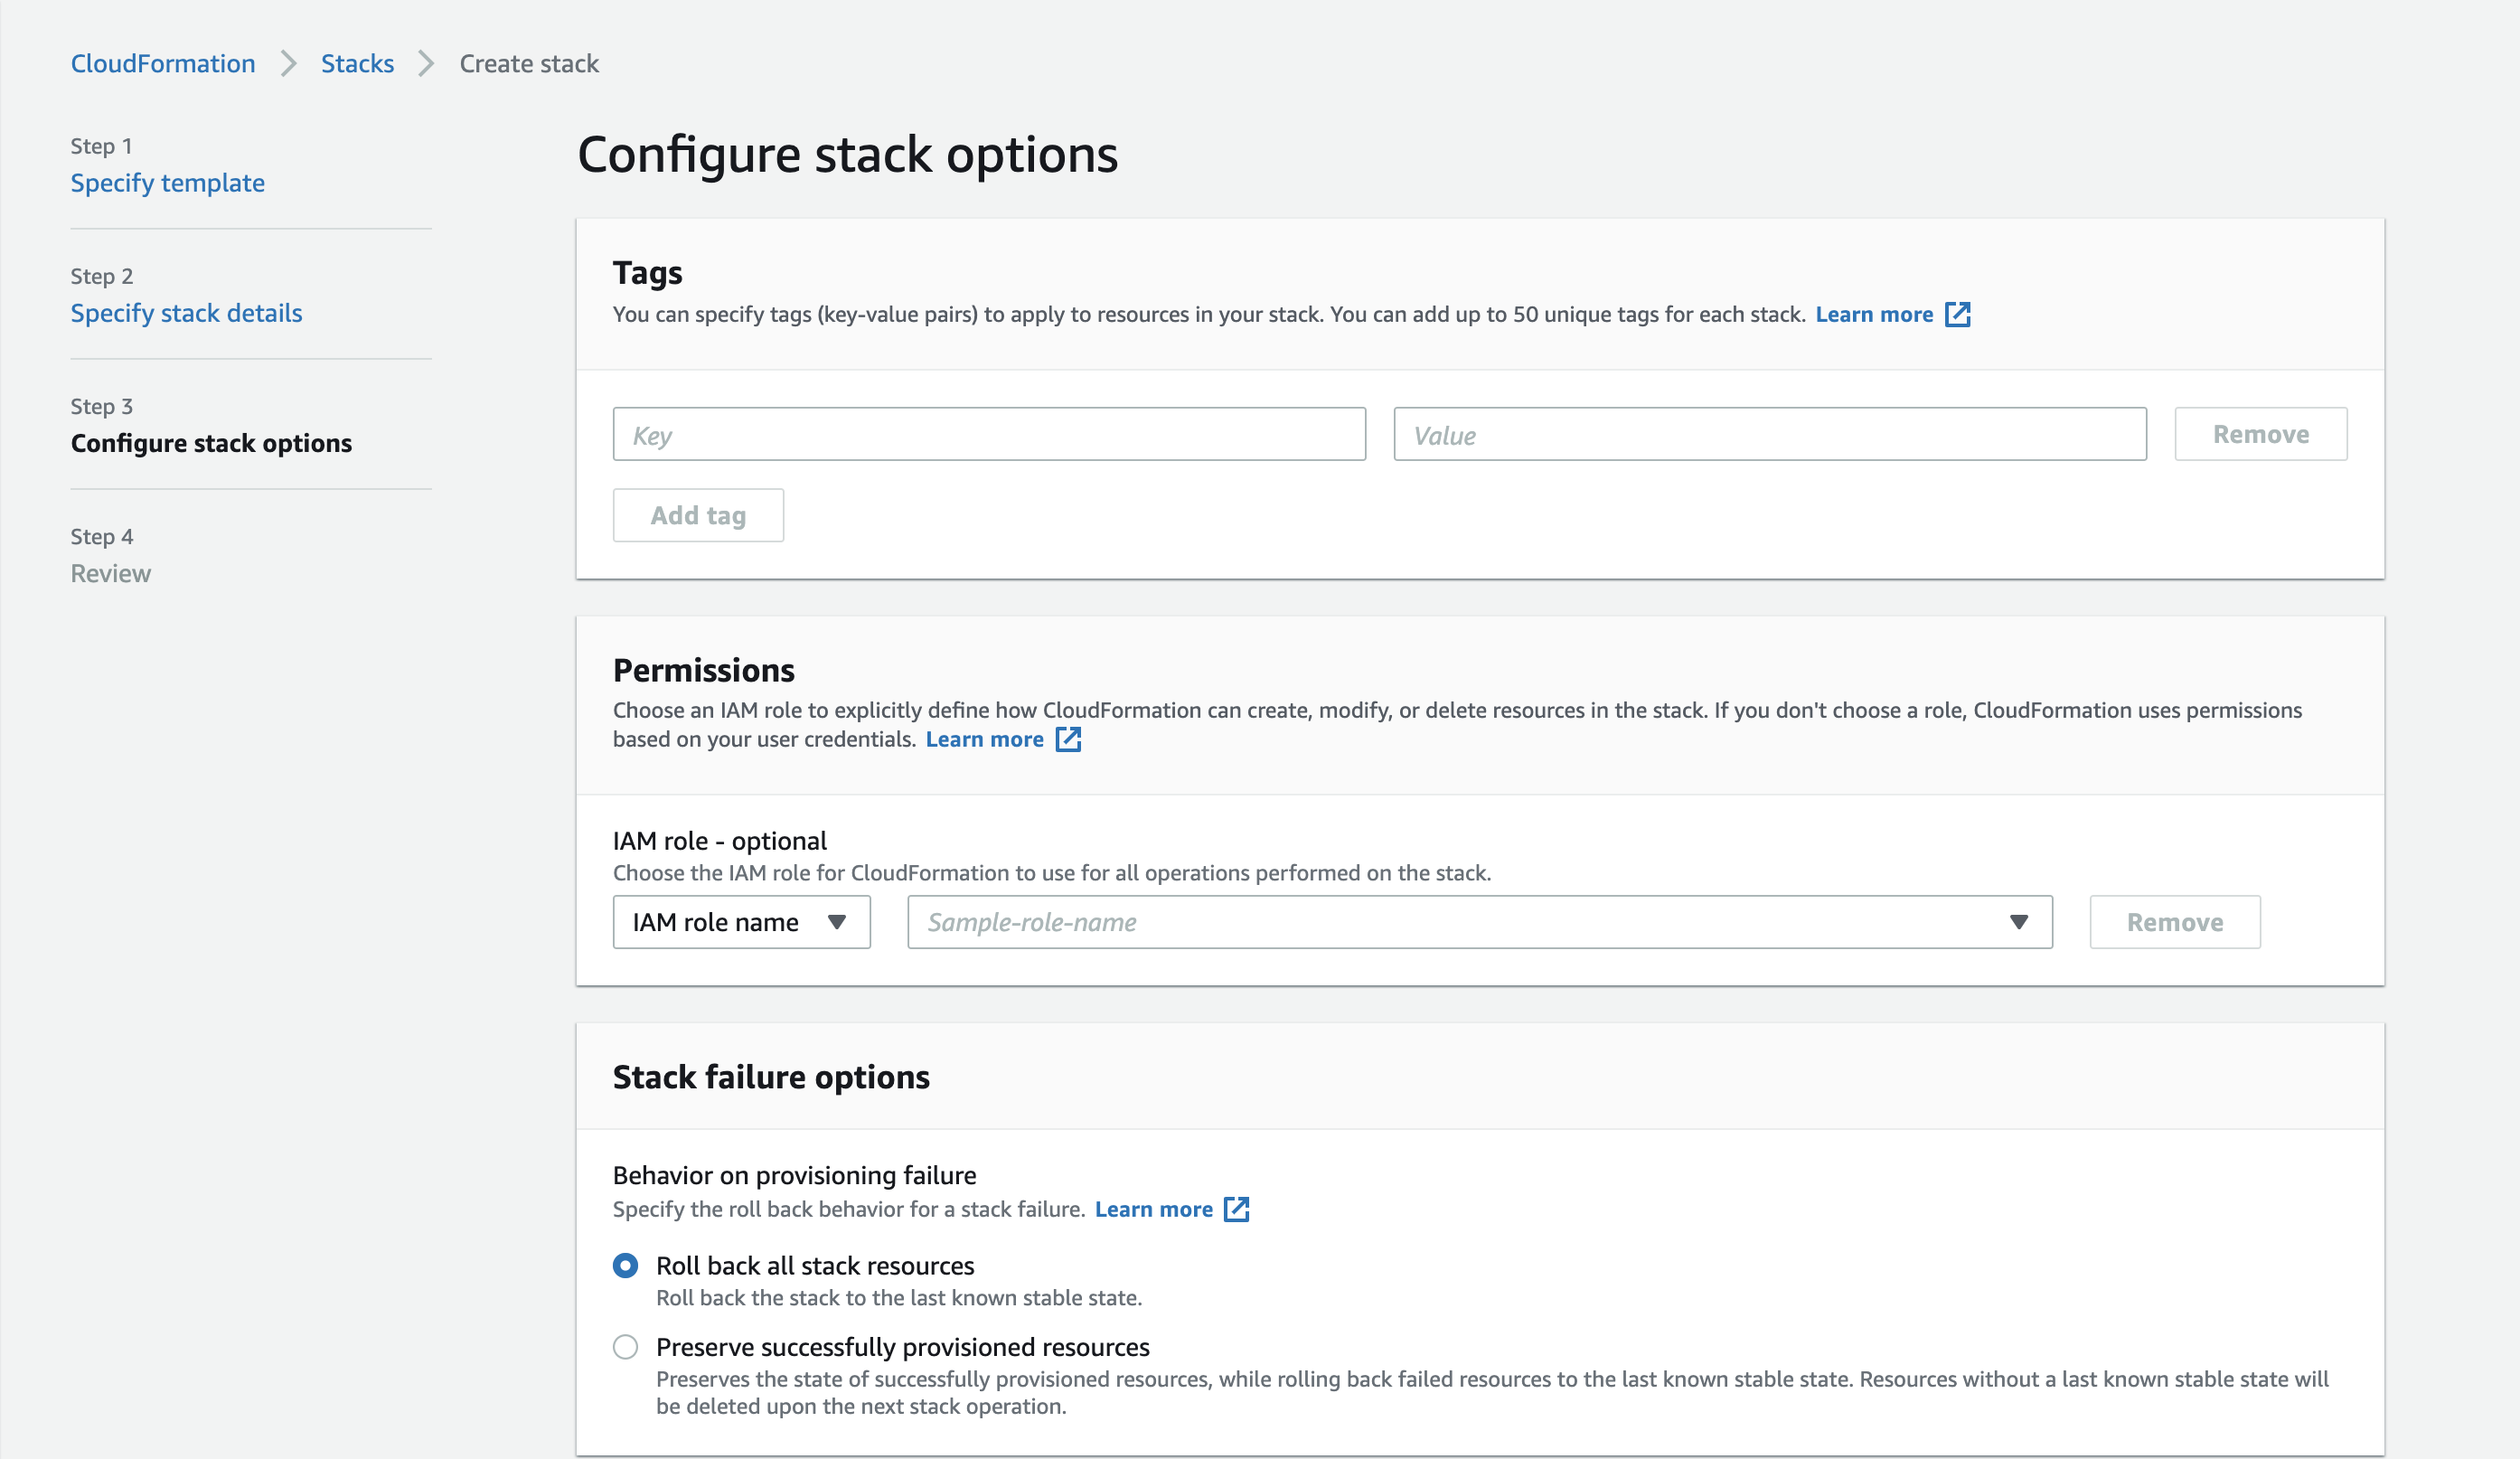 CloudFormation > Stacks > Create stack
Step 1
Specify template
Step 2
Specify stack details
Step 3
Configure stack options
Step 4
Review
Configure stack options
Tags
You can specify tags (key-value pairs) to apply to resources in your stack. You can add up to 50 unique tags for each stack. Learn more
Key Value Remove
Add tag
Permissions
Choose an IAM role to explicitly define how CloudFormation can create, modify, or delete resources in the stack. If you don't choose a role, CloudFormation uses permissions
based on your user credentials. Learn more
IAM role - optional
Choose the IAM role for CloudFormation to use for all operations performed on the stack.
IAM role name Sample-role-name Remove
Stack failure options
Behavior on provisioning failure
Specify the roll back behavior for a stack failure. Learn more
Roll back all stack resources
Roll back the stack to the last known stable state.
Preserve successfully provisioned resources
Preserves the state of successfully provisioned resources, while rolling back failed resources to the last known stable state. Resources without a last known stable state will
be deleted upon the next stack operation.